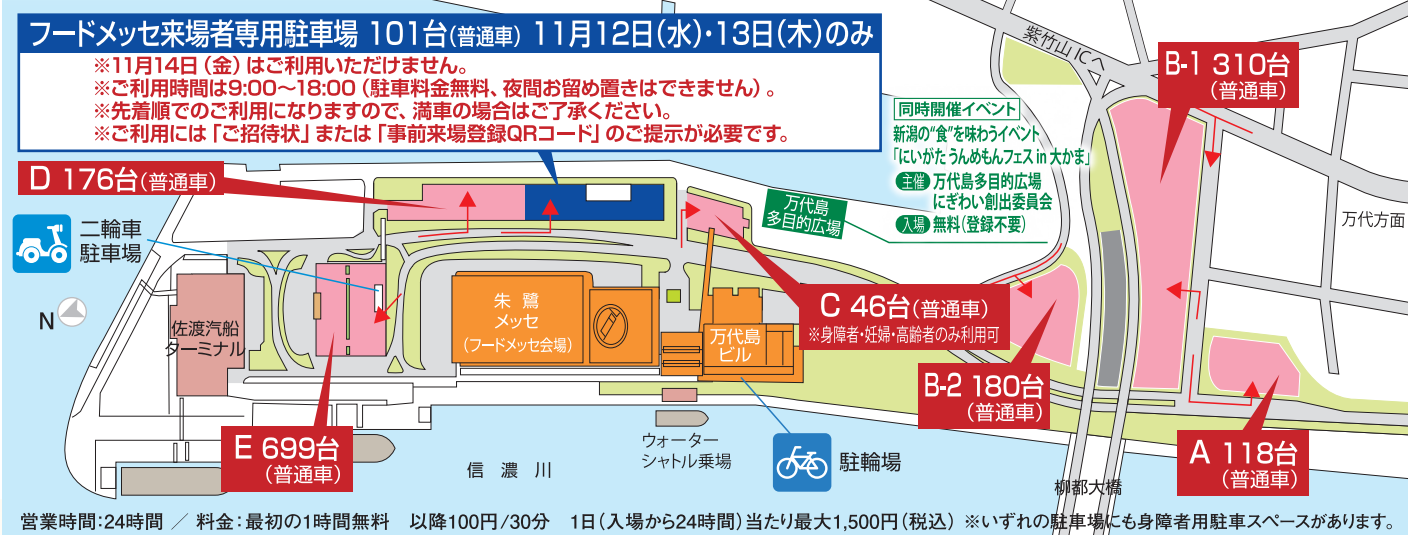 フードメッセ来場者専用駐車場 101台(普通車) 11月12日(水)・13日(木)のみ
※11月14日(金)はご利用いただけません。
※ご利用時間は9:00〜18:00(駐車料金無料、夜間お留め置きはできません)。
※先着順でのご利用になりますので、満車の場合はご了承ください。
※ご利用には「ご招待状」または「事前来場登録QRコード」のご提示が必要です。
紫竹山ICへ
B-1 310台
(普通車)
同時開催イベント
新潟の“食”を味わうイベント
「にいがた うんめもんフェス in 大かま」
主催 万代島多目的広場
にぎわい創出委員会
入場 無料(登録不要)
D 176台(普通車)
万代島
多目的広場
万代方面
二輪車
駐車場
N
佐渡汽船
ターミナル
朱鷺
メッセ
(フードメッセ会場)
万代島
ビル
C 46台(普通車)
※身障者・妊婦・高齢者のみ利用可
B-2 180台
(普通車)
E 699台
(普通車)
A 118台
(普通車)
信濃川
ウォーター
シャトル乗場
駐輪場
柳都大橋
営業時間:24時間 / 料金:最初の1時間無料 以降100円/30分 1日(入場から24時間)当たり最大1,500円(税込) ※いずれの駐車場にも身障者用駐車スペースがあります。